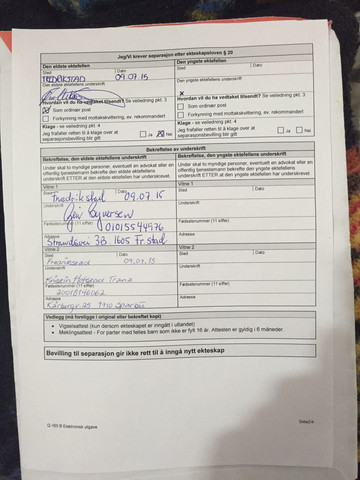 Jeg/Vi krever separasjon etter ekteskapsloven § 20
Den eldste ektefellen
Den yngste ektefellen
Sted
Dato
FREDRIKSTAD
09.07.15
Den eldste ektefellens underskrift
Hvordan vil du ha vedtaket tilsendt? Se veiledning pkt. 3
Som ordinær post
Forkynning med mottaksbevis/ev. rekommandert
Klage - se veiledning pkt. 4
Jeg frafaller retten til å klage over at separasjonsbevilling blir gitt
Ja
Nei
Sted
Dato
Den yngste ektefellens underskrift
x
Hvordan vil du ha vedtaket tilsendt? Se veiledning pkt. 3
Som ordinær post
Forkynning med mottaksbevis/ev. rekommandert
Klage - se veiledning pkt. 4
Jeg frafaller retten til å klage over at separasjonsbevilling blir gitt
Ja
Nei
Bekreftelse av underskrift
Bekreftelse, den eldste ektefellens underskrift
Bekreftelse, den yngste ektefellens underskrift
Under skal to myndige personer, eventuelt en advokat eller en
offentlig tjenestemann bekrefte at den eldste ektefellens
underskrift ETTER at den eldste ektefellen har underskrevet.
Under skal to myndige personer, eventuelt en advokat eller en
offentlig tjenestemann bekrefte at den yngste ektefellens
underskrift ETTER at den yngste ektefellen har underskrevet.
Vitne 1
Sted
Dato
Fredrikstad
09.07.15
Underskrift
Fødselsnummer (11 siffer)
01015544976
Adresse
1605 Fr.stad
Vitne 2
Sted
Dato
Fredrikstad
09.07.15
Underskrift
Fødselsnummer (11 siffer)
Adresse
Vitne 1
Sted
Dato
Underskrift
Fødselsnummer (11 siffer)
Adresse
Vitne 2
Sted
Dato
Underskrift
Fødselsnummer (11 siffer)
Adresse
Vedlegg (må foreligge i original eller bekreftet kopi)
• Vigselsattest (kun dersom ekteskapet er inngått i utlandet)
• Meklingsattest - For parter med felles barn som ikke er fylt 16 år. Attesten er gyldig i 6 måneder.
Bevilling til separasjon gir ikke rett til å inngå nytt ekteskap
Elektronisk utgave